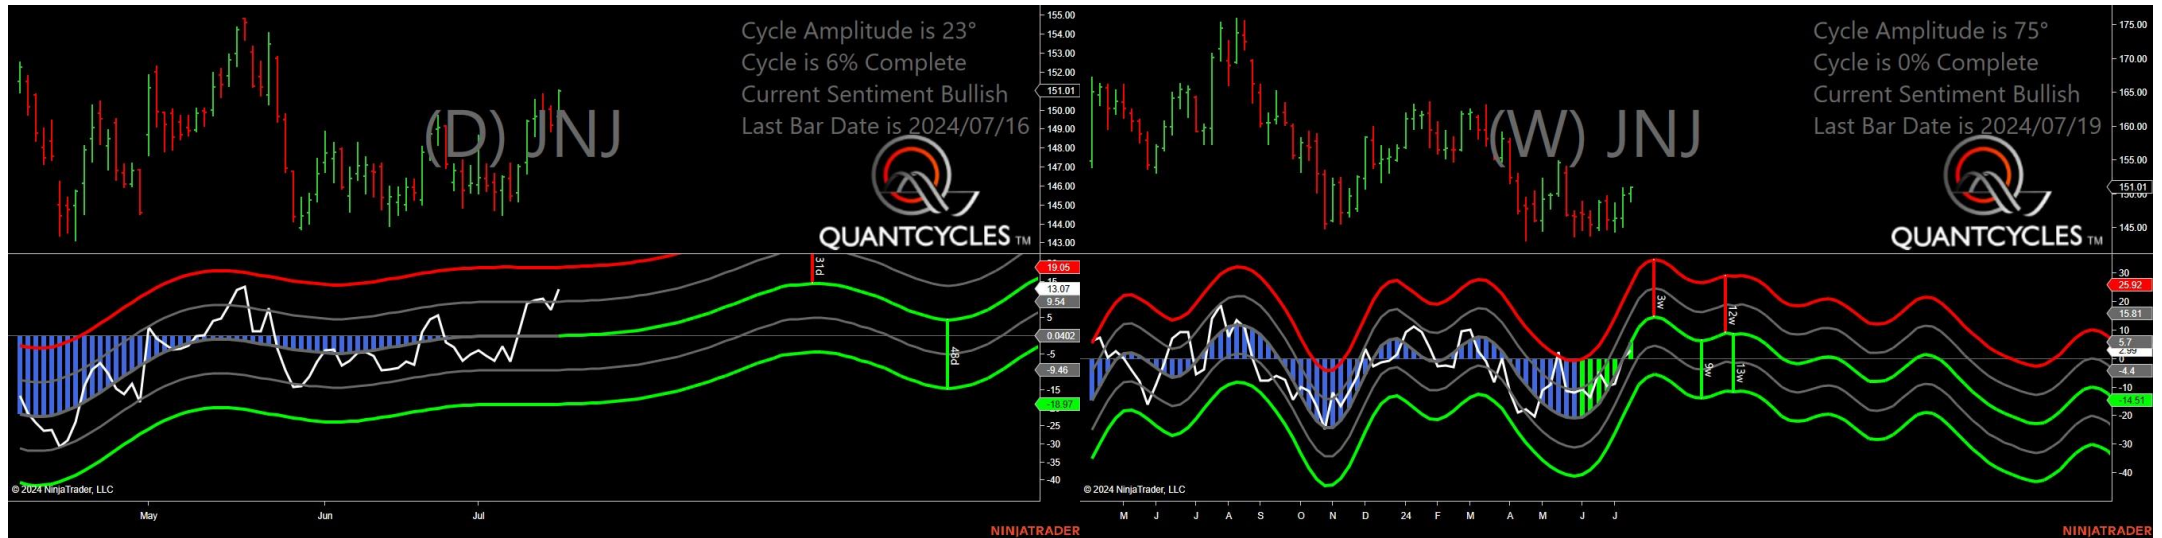 Cycle Amplitude is 23°
Cycle is 6% Complete
Current Sentiment Bullish
Last Bar Date is 2024/07/16
(D) JNJ
QUANTCYCLES TM
155.00
154.00
153.00
152.00
151.01
150.00
149.00
148.00
147.00
146.00
145.00
144.00
143.00
31d
48d
19.05
15
13.07
9.54
5
0.0402
-5
-9.46
-15
-18.97
-25
-30
-35
-40
© 2024 NinjaTrader, LLC
May Jun Jul
NINJATRADER
Cycle Amplitude is 75°
Cycle is 0% Complete
Current Sentiment Bullish
Last Bar Date is 2024/07/19
(W) JNJ
QUANTCYCLES TM
175.00
170.00
165.00
160.00
155.00
151.01
150.00
145.00
3w
12w
9w
13w
30
25.92
20
15.81
10
5.7
2.99
0
-4.4
-10
-14.51
-20
-30
-40
© 2024 NinjaTrader, LLC
M J J A S O N D 24 F M A M J J
NINJATRADER